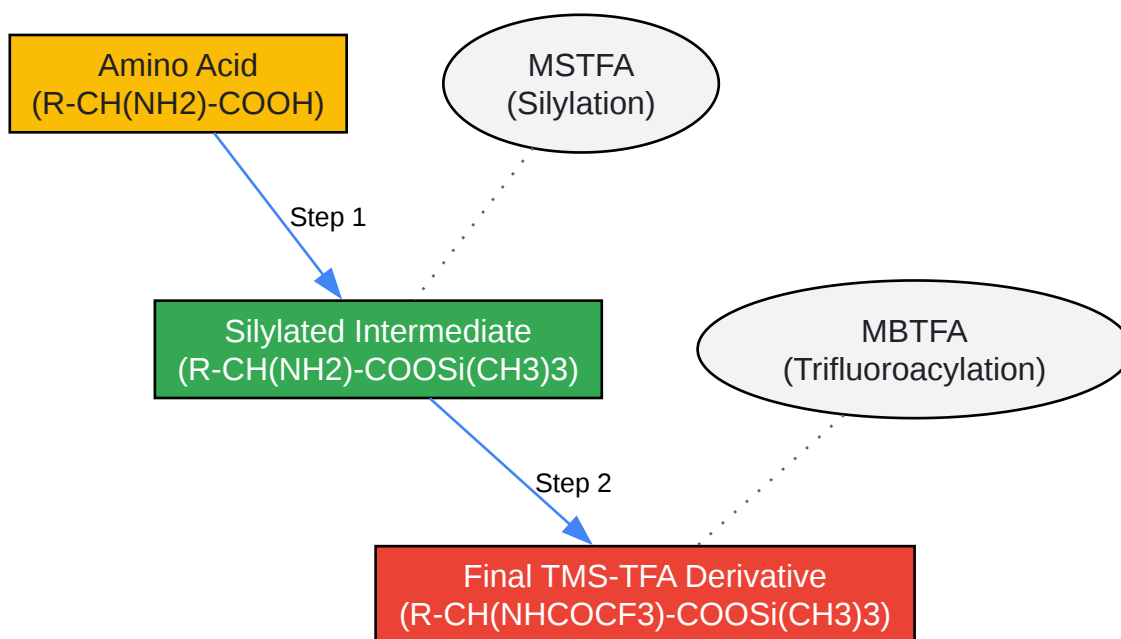 Amino Acid
(R-CH(NH2)-COOH)
MSTFA
(Silylation)
Step 1
Silylated Intermediate
(R-CH(NH2)-COOSi(CH3)3)
MBTFA
(Trifluoroacylation)
Step 2
Final TMS-TFA Derivative
(R-CH(NHCOCF3)-COOSi(CH3)3)